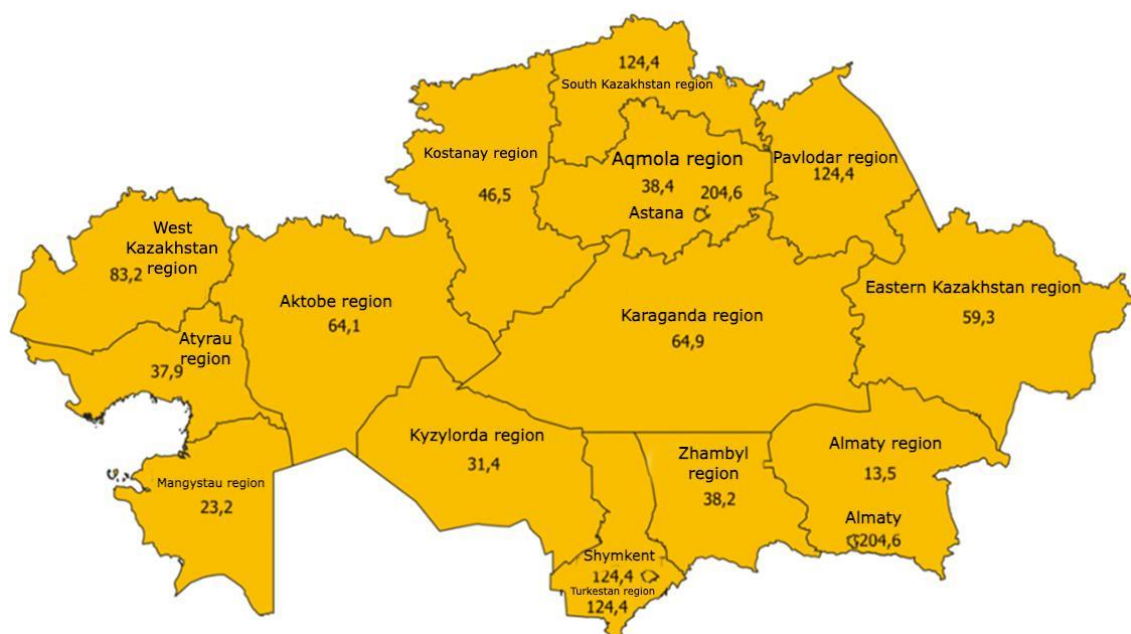 124,4
South Kazakhstan region
Kostanay region
46,5
Aqmola region
38,4
204,6
Astana
Pavlodar region
124,4
West
Kazakhstan
region
83,2
Aktobe region
64,1
Atyrau
region
37,9
Karaganda region
64,9
Eastern Kazakhstan region
59,3
Mangystau region
23,2
Kyzylorda region
31,4
Zhambyl
region
38,2
Almaty region
13,5
Almaty
204,6
Shymkent
124,4
Turkestan region
124,4